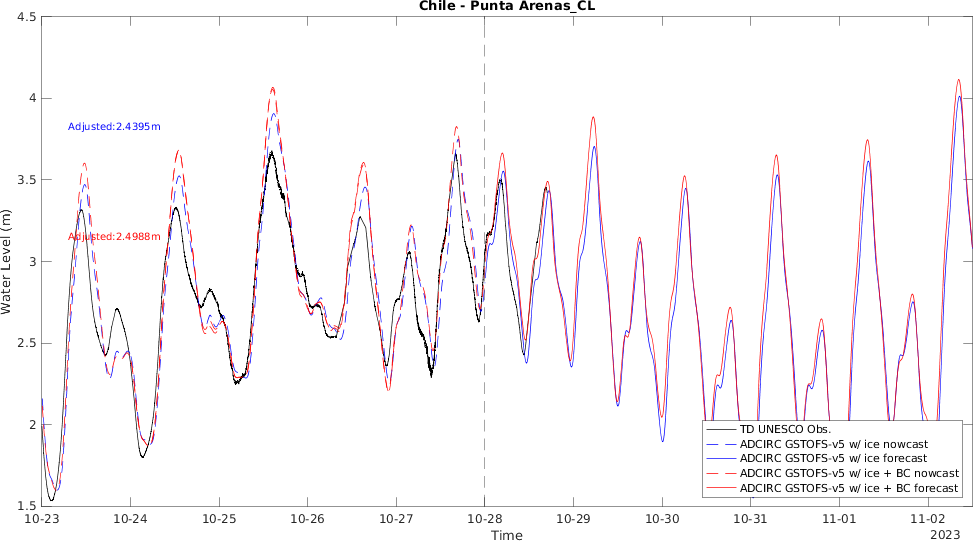 Chile - Punta Arenas_CL
4.5
4
3.5
3
2.5
2
1.5
Water Level (m)
Adjusted:2.4395m
Adjusted:2.4988m
TD UNESCO Obs.
ADCIRC GSTOFS-v5 w/ ice nowcast
ADCIRC GSTOFS-v5 w/ ice forecast
ADCIRC GSTOFS-v5 w/ ice + BC nowcast
ADCIRC GSTOFS-v5 w/ ice + BC forecast
10-23 10-24 10-25 10-26 10-27 10-28 10-29 10-30 10-31 11-01 11-02
2023
Time